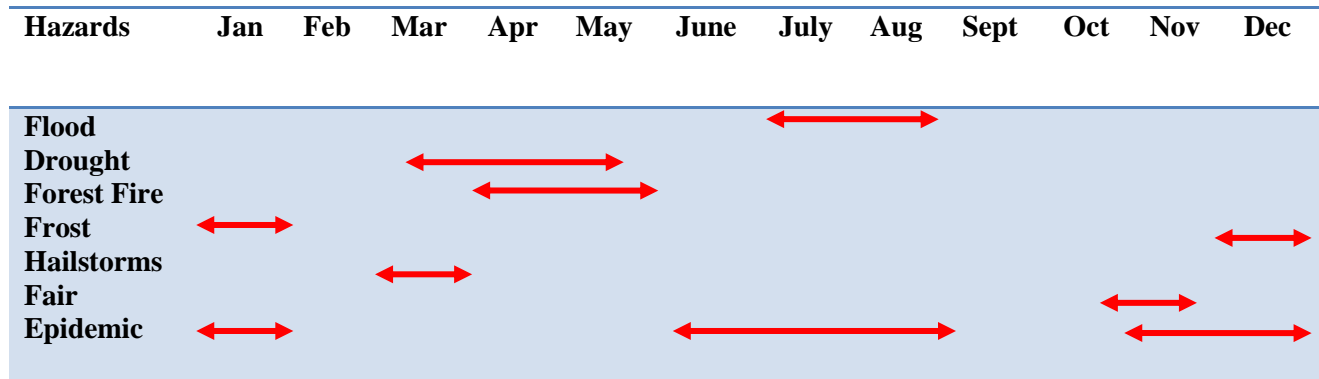 Hazards Jan Feb Mar Apr May June July Aug Sept Oct Nov Dec
Flood
Drought
Forest Fire
Frost
Hailstorms
Fair
Epidemic